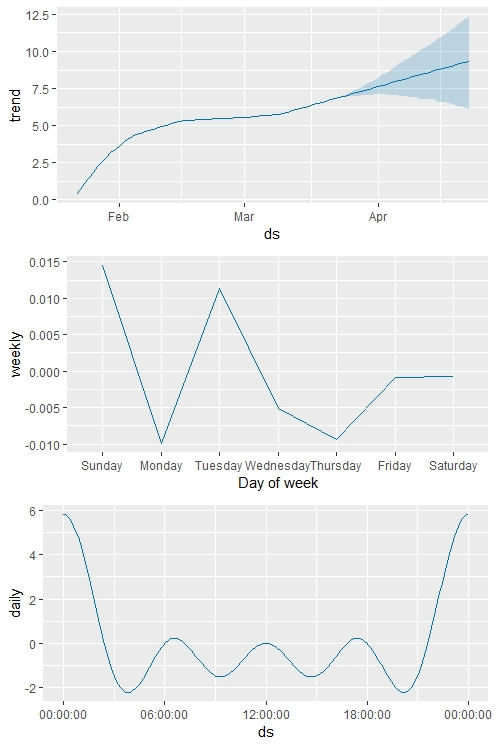 12.5
10.0
7.5
5.0
2.5
0.0
trend
Feb Mar Apr
ds
0.015
0.010
0.005
0.000
-0.005
-0.010
weekly
Sunday Monday Tuesday Wednesday Thursday Friday Saturday
Day of week
6
4
2
0
-2
daily
00:00:00 06:00:00 12:00:00 18:00:00 00:00:00
ds